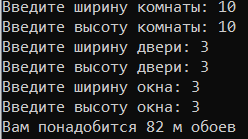 Введите ширину комнаты: 10
Введите высоту комнаты: 10
Введите ширину двери: 3
Введите высоту двери: 3
Введите ширину окна: 3
Введите высоту окна: 3
Вам понадобится 82 м обоев